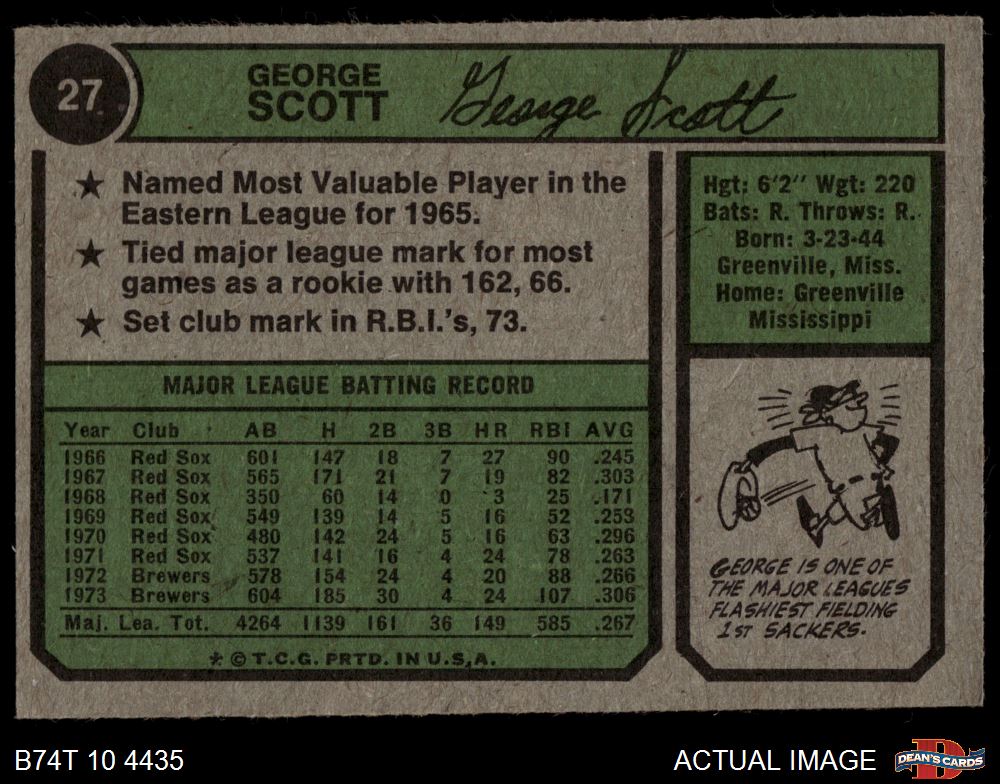 27
GEORGE
SCOTT
George Scott
★ Named Most Valuable Player in the
Eastern League for 1965.
★ Tied major league mark for most
games as a rookie with 162, 66.
★ Set club mark in R.B.I.'s, 73.
Hgt: 6'2" Wgt: 220
Bats: R. Throws: R.
Born: 3-23-44
Greenville, Miss.
Home: Greenville
Mississippi
MAJOR LEAGUE BATTING RECORD
Year Club AB H 2B 3B HR RBI AVG
1966 Red Sox 601 147 18 7 27 90 .245
1967 Red Sox 565 171 21 7 19 82 .303
1968 Red Sox 350 60 14 0 3 25 .171
1969 Red Sox 549 139 14 5 16 52 .253
1970 Red Sox 480 142 24 5 16 63 .296
1971 Red Sox 537 141 16 4 24 78 .263
1972 Brewers 578 154 24 4 20 88 .266
1973 Brewers 604 185 30 4 24 107 .306
Maj. Lea. Tot. 4264 1139 161 36 149 585 .267
* © T.C.G. PRTD. IN U.S.A.
GEORGE IS ONE OF
THE MAJOR LEAGUES
FLASHIEST FIELDING
1ST SACKERS.
B74T 10 4435
ACTUAL IMAGE
D
DEAN'S CARDS